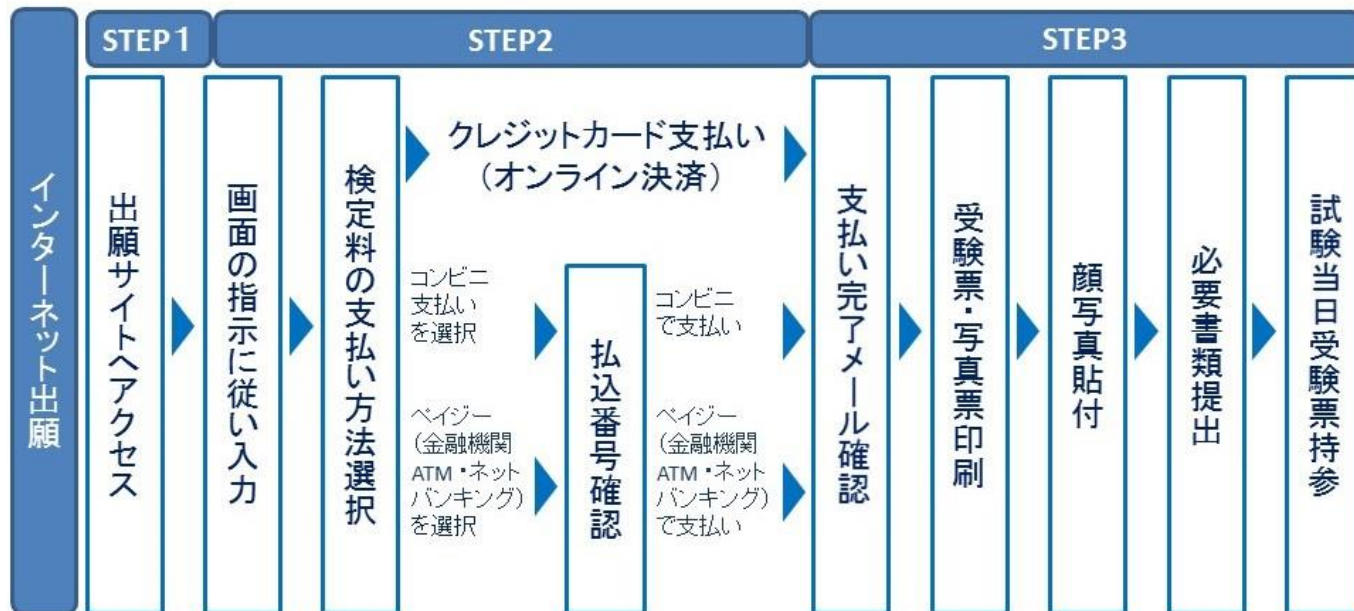 インターネット出願
STEP1
STEP2
STEP3
出願サイトへアクセス
画面の指示に従い入力
検定料の支払い方法選択
クレジットカード支払い
(オンライン決済)
コンビニ
支払い
を選択
ペイジー
(金融機関
ATM・ネット
バンキング)
を選択
払込番号確認
コンビニ
で支払い
ペイジー
(金融機関
ATM・ネット
バンキング)
で支払い
支払い完了メール確認
受験票・写真票印刷
顔写真貼付
必要書類提出
試験当日受験票持参